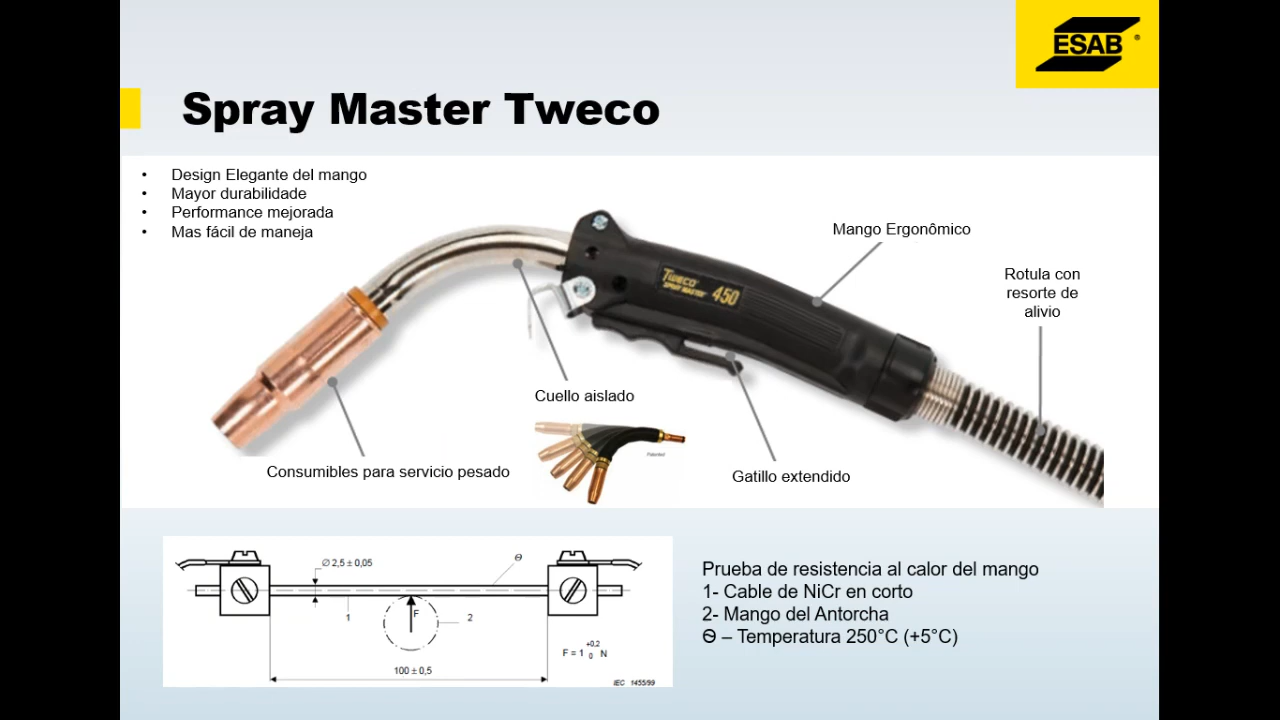 ESAB
Spray Master Tweco
• Design Elegante del mango
• Mayor durabilidade
• Performance mejorada
• Mas fácil de maneja
Mango Ergonômico
Rotula con
resorte de
alivio
TWECO
SPRAY MASTER 450
Cuello aislado
Patented
Consumibles para servicio pesado
Gatillo extendido
Ø 2,5 ± 0,05
Ɵ
1
F
2
F = 1 +0,2 0 N
100 ± 0,5
IEC 1455/99
Prueba de resistencia al calor del mango
1- Cable de NiCr en corto
2- Mango del Antorcha
Ɵ – Temperatura 250°C (+5°C)